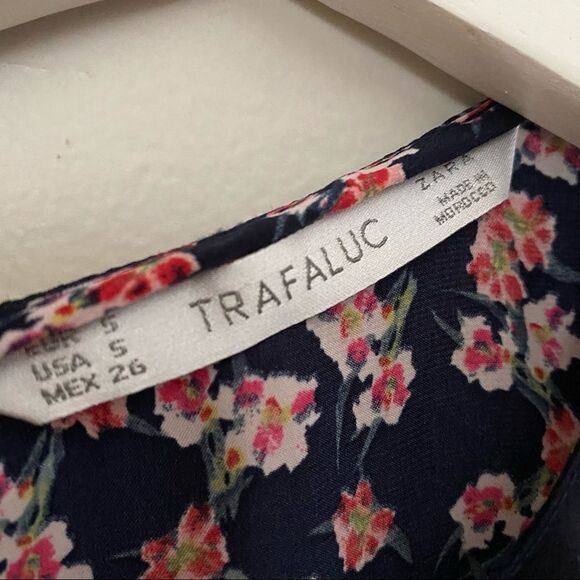 EUR S
USA S
MEX 26
TRAFALUC
ZARA
MADE IN
MOROCCO